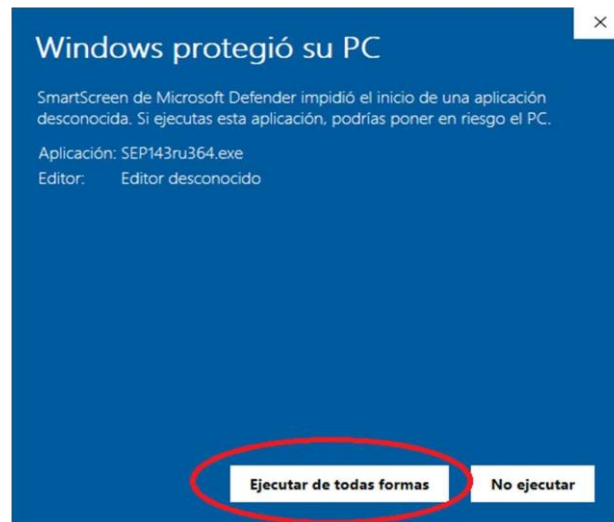 Windows protegió su PC
SmartScreen de Microsoft Defender impidió el inicio de una aplicación
desconocida. Si ejecutas esta aplicación, podrías poner en riesgo el PC.
Aplicación: SEP143ru364.exe
Editor: Editor desconocido
Ejecutar de todas formas
No ejecutar